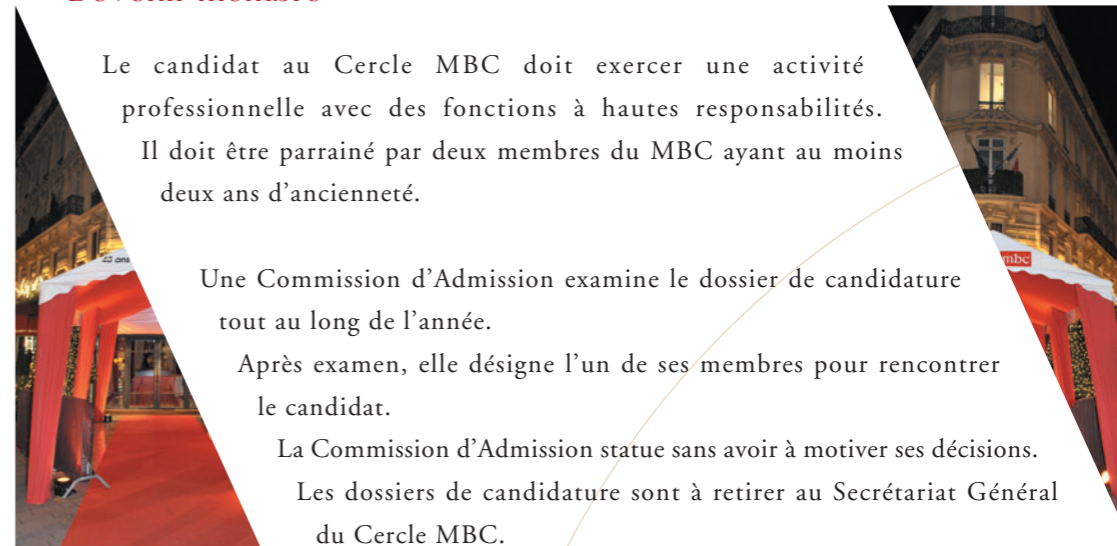 Le candidat au Cercle MBC doit exercer une activité
professionnelle avec des fonctions à hautes responsabilités.
Il doit être parrainé par deux membres du MBC ayant au moins
deux ans d’ancienneté.
Une Commission d’Admission examine le dossier de candidature
tout au long de l’année.
Après examen, elle désigne l’un de ses membres pour rencontrer
le candidat.
La Commission d’Admission statue sans avoir à motiver ses décisions.
Les dossiers de candidature sont à retirer au Secrétariat Général
du Cercle MBC.
ans
mbc